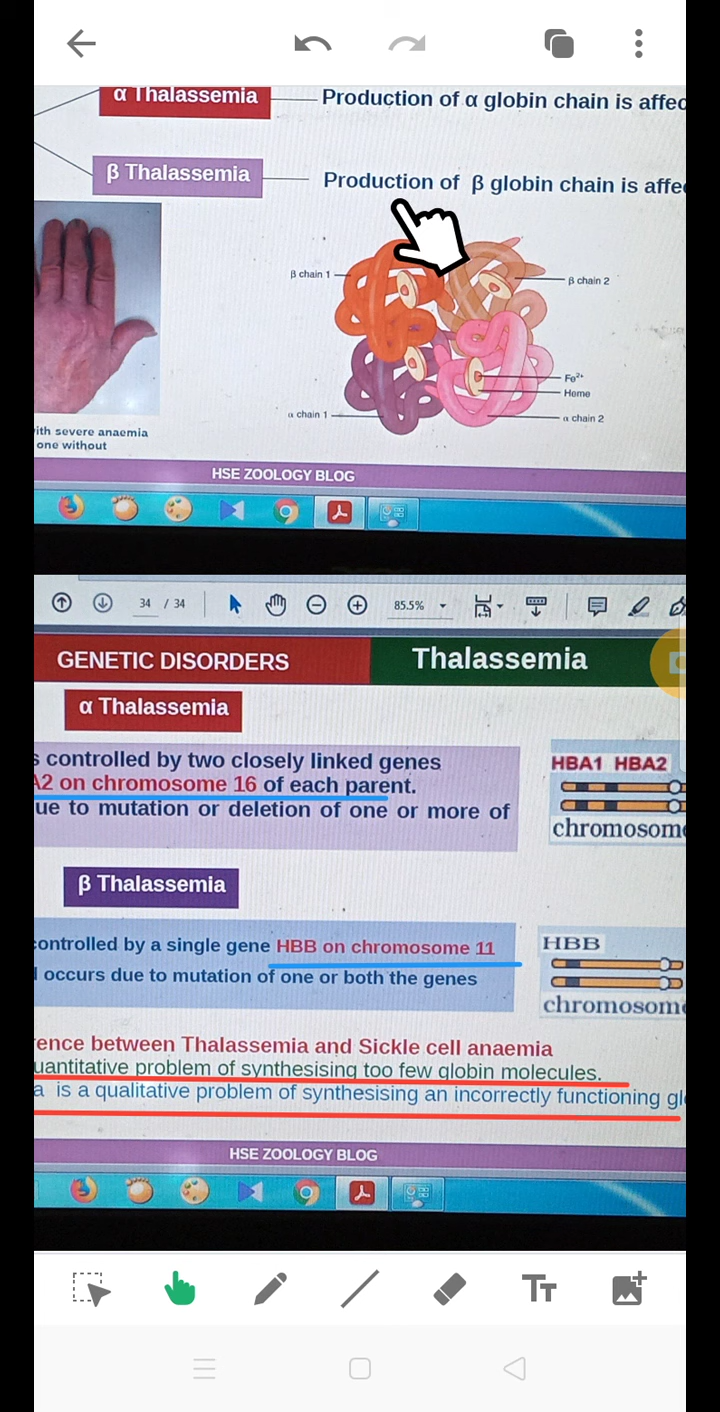 α Thalassemia
Production of α globin chain is affec
β Thalassemia
Production of β globin chain is affe
β chain 1
β chain 2
Fe²⁺
Heme
α chain 1
α chain 2
ith severe anaemia
one without
HSE ZOOLOGY BLOG
34 / 34
85.5%
GENETIC DISORDERS
Thalassemia
α Thalassemia
s controlled by two closely linked genes
A2 on chromosome 16 of each parent.
ue to mutation or deletion of one or more of
HBA1 HBA2
chromosome
β Thalassemia
controlled by a single gene HBB on chromosome 11
l occurs due to mutation of one or both the genes
HBB
chromosome
rence between Thalassemia and Sickle cell anaemia
uantitative problem of synthesising too few globin molecules.
a is a qualitative problem of synthesising an incorrectly functioning gl
HSE ZOOLOGY BLOG
TT